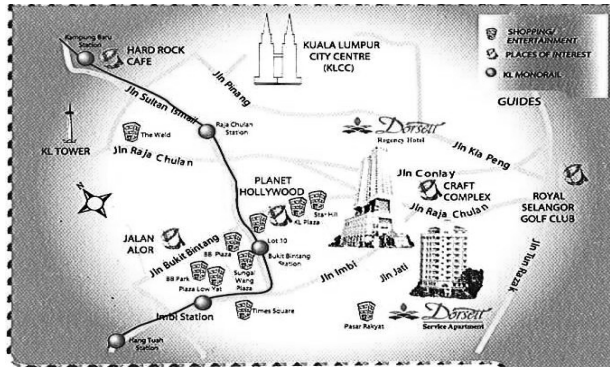 Kampung Baru
Station
HARD ROCK
CAFE
KUALA LUMPUR
CITY CENTRE
(KLCC)
SHOPPING/
ENTERTAINMENT
PLACES OF INTEREST
KL MONORAIL
GUIDES
Jln Sultan Ismail
Jln Pinang
KL TOWER
The Weld
Raja Chulan
Station
Jln Raja Chulan
Dorsett
Regency Hotel
Jln Kia Peng
Jln Conlay
CRAFT
COMPLEX
Jln Raja Chulan
ROYAL
SELANGOR
GOLF CLUB
N
PLANET
HOLLYWOOD
KL Plaza
Star Hill
JALAN
ALOR
Jln Bukit Bintang
BB Plaza
Lot 10
Bukit Bintang
Station
Sungai
Wang
Plaza
BB Park
Plaza Low Yat
Jln Imbi
Jln Jati
Jln Tun Razak
Imbi Station
Times Square
Pasar Rakyat
Dorsett
Service Apartment
Hang Tuah
Station